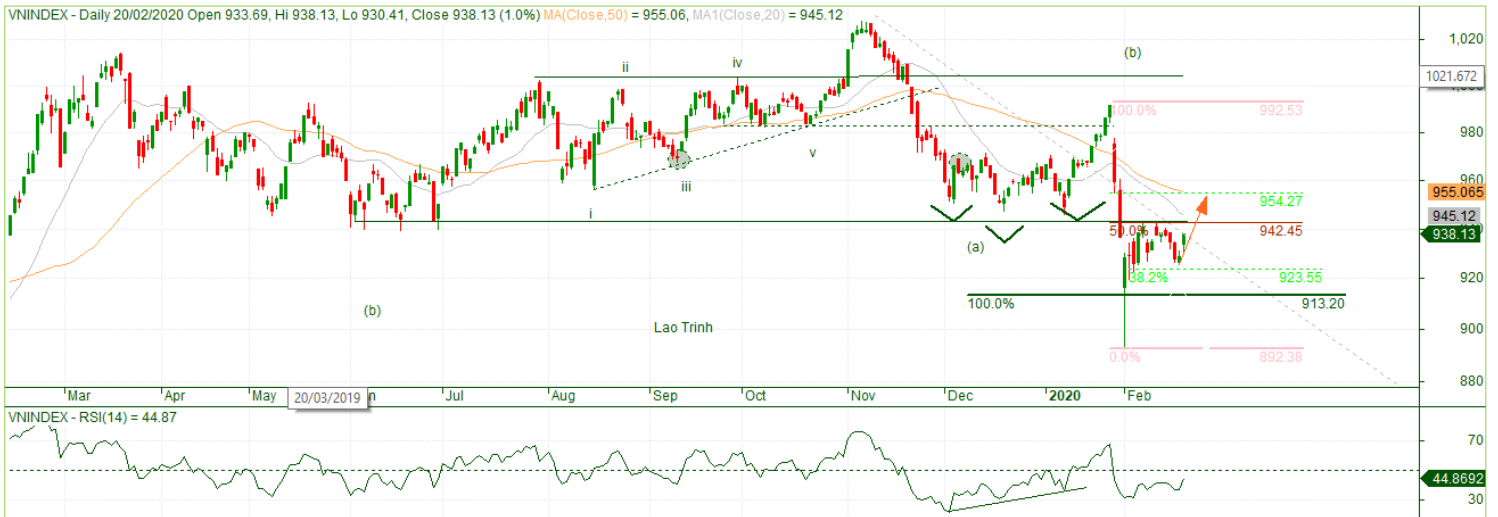 VNINDEX - Daily 20/02/2020 Open 933.69, Hi 938.13, Lo 930.41, Close 938.13 (1.0%) MA(Close,50) = 955.06, MA1(Close,20) = 945.12
1,020
1021.672
980
960
955.065
945.12
938.13
920
900
880
ii
iv
(b)
100.0%
992.53
v
iii
i
954.27
50.0%
942.45
(a)
38.2%
923.55
100.0%
913.20
(b)
Lao Trinh
0.0%
892.38
Mar
Apr
May
20/03/2019
Jul
Aug
Sep
Oct
Nov
Dec
2020
Feb
VNINDEX - RSI(14) = 44.87
70
44.8692
30